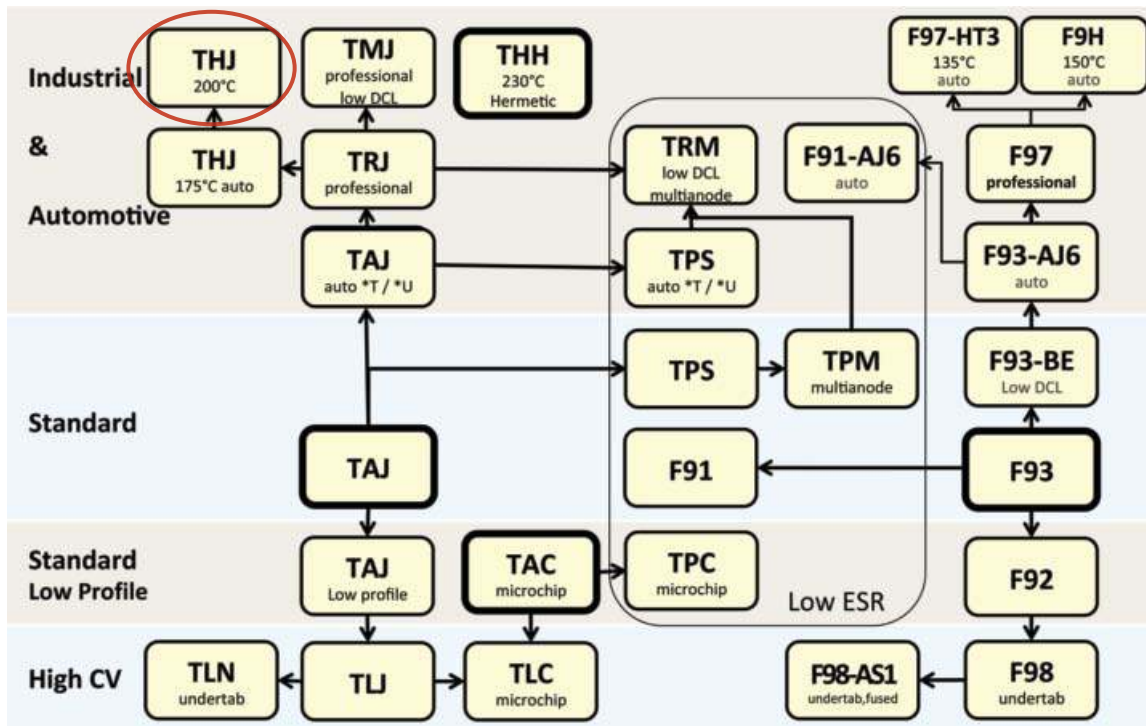 Industrial
&
Automotive
THJ
200°C
TMJ
professional
low DCL
THH
230°C
Hermetic
F97-HT3
135°C
auto
F9H
150°C
auto
THJ
175°C auto
TRJ
professional
TRM
low DCL
multianode
F91-AJ6
auto
F97
professional
TAJ
auto *T / *U
TPS
auto *T / *U
F93-AJ6
auto
Standard
TPS
TPM
multianode
F93-BE
Low DCL
TAJ
F91
F93
Standard
Low Profile
TAJ
Low profile
TAC
microchip
TPC
microchip
Low ESR
F92
High CV
TLN
undertab
TLJ
TLC
microchip
F98-AS1
undertab,fused
F98
undertab